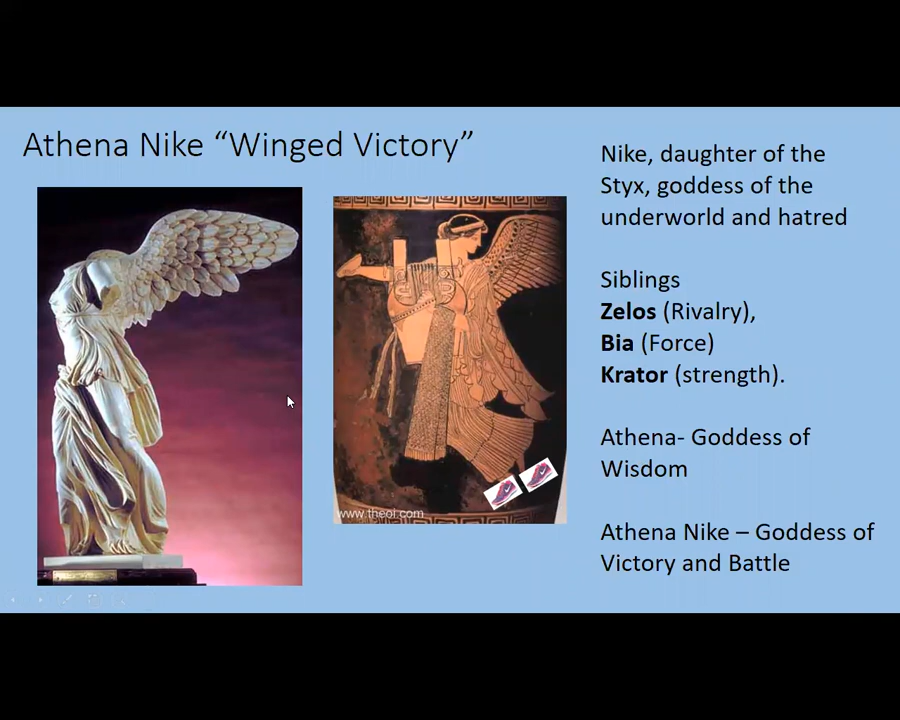 Athena Nike “Winged Victory”
Nike, daughter of the
Styx, goddess of the
underworld and hatred
Siblings
Zelos (Rivalry),
Bia (Force)
Krator (strength).
Athena- Goddess of
Wisdom
Athena Nike – Goddess of
Victory and Battle
www.theoi.com